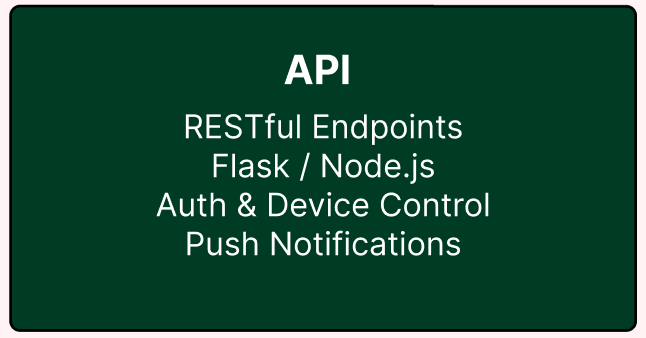 API
RESTful Endpoints
Flask / Node.js
Auth & Device Control
Push Notifications